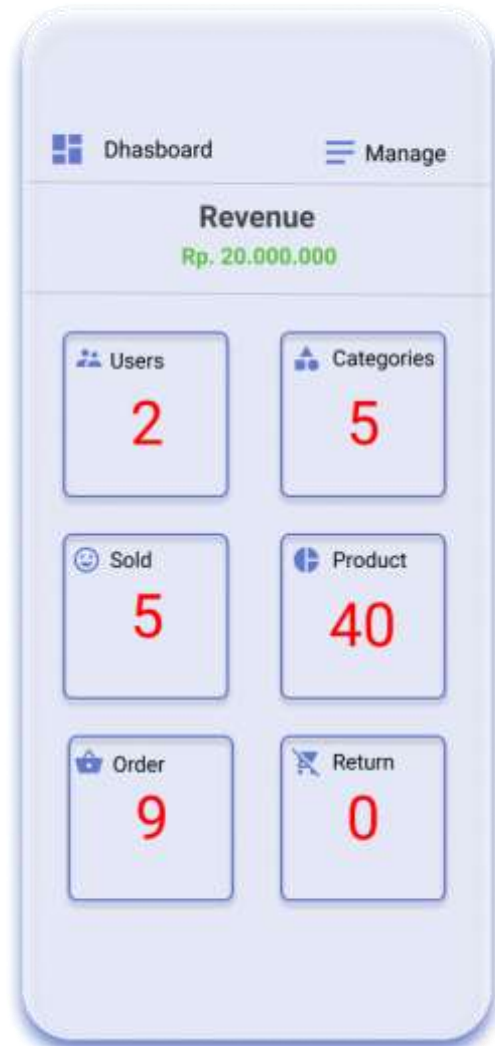 Dhasboard
Manage
Revenue
Rp. 20.000.000
Users
2
Categories
5
Sold
5
Product
40
Order
9
Return
0